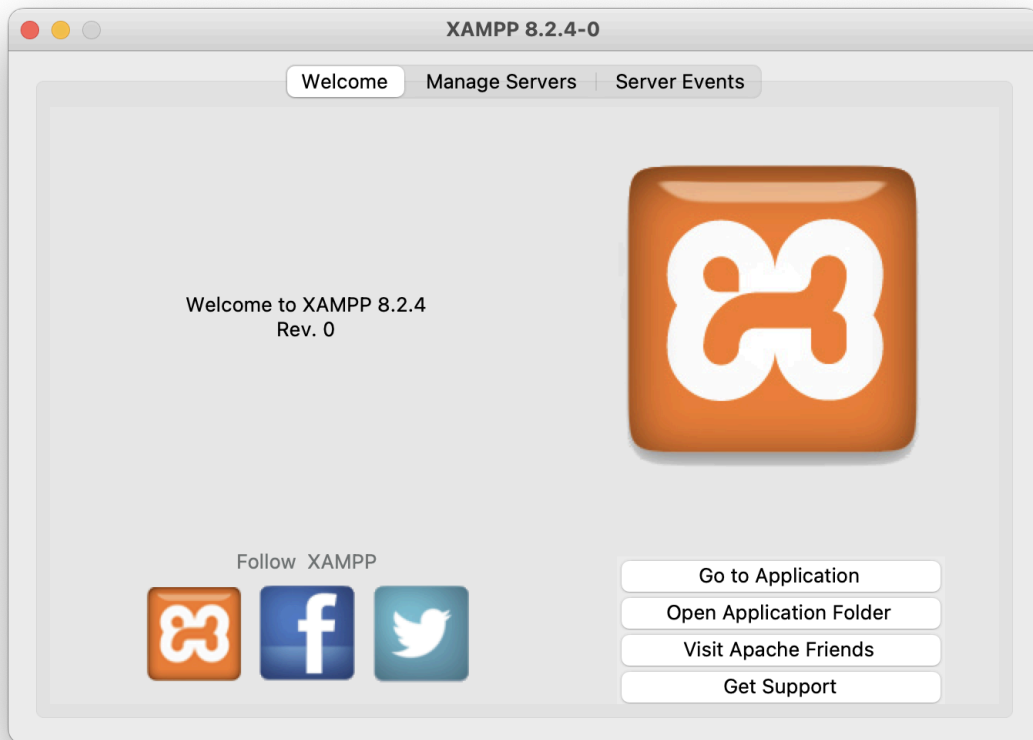 XAMPP 8.2.4-0
Welcome
Manage Servers
Server Events
Welcome to XAMPP 8.2.4
Rev. 0
Follow  XAMPP
Go to Application
Open Application Folder
Visit Apache Friends
Get Support